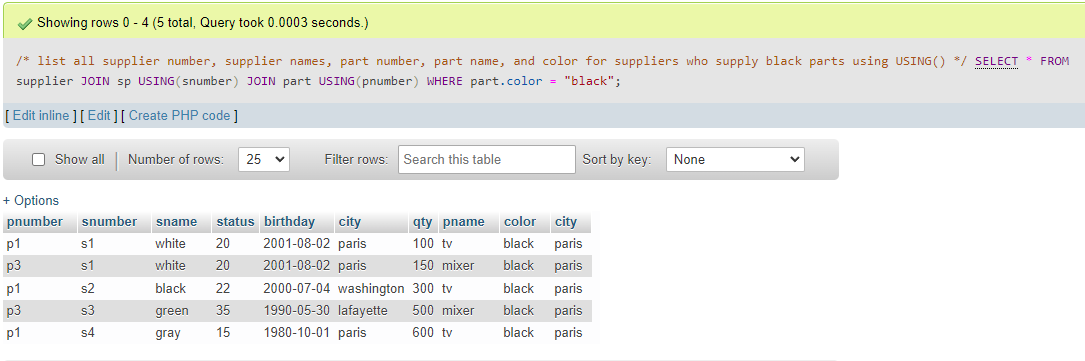 Showing rows 0 - 4 (5 total, Query took 0.0003 seconds.)
/* list all supplier number, supplier names, part number, part name, and color for suppliers who supply black parts using USING() */ SELECT * FROM
supplier JOIN sp USING(snumber) JOIN part USING(pnumber) WHERE part.color = "black";
[ Edit inline ] [ Edit ] [ Create PHP code ]
Show all Number of rows: 25 Filter rows: Search this table Sort by key: None
+ Options
pnumber snumber sname status birthday city qty pname color city
p1 s1 white 20 2001-08-02 paris 100 tv black paris
p3 s1 white 20 2001-08-02 paris 150 mixer black paris
p1 s2 black 22 2000-07-04 washington 300 tv black paris
p3 s3 green 35 1990-05-30 lafayette 500 mixer black paris
p1 s4 gray 15 1980-10-01 paris 600 tv black paris